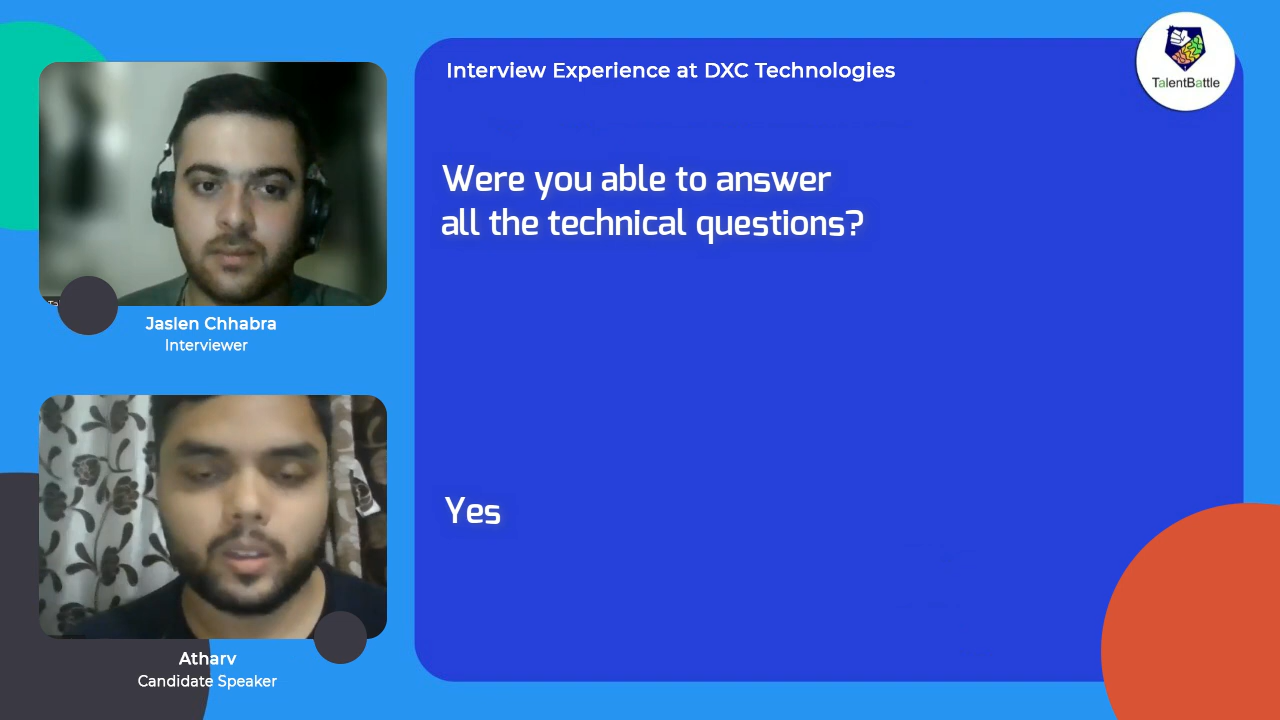 Interview Experience at DXC Technologies
TalentBattle
Were you able to answer
all the technical questions?
Jaslen Chhabra
Interviewer
Yes
Atharv
Candidate Speaker